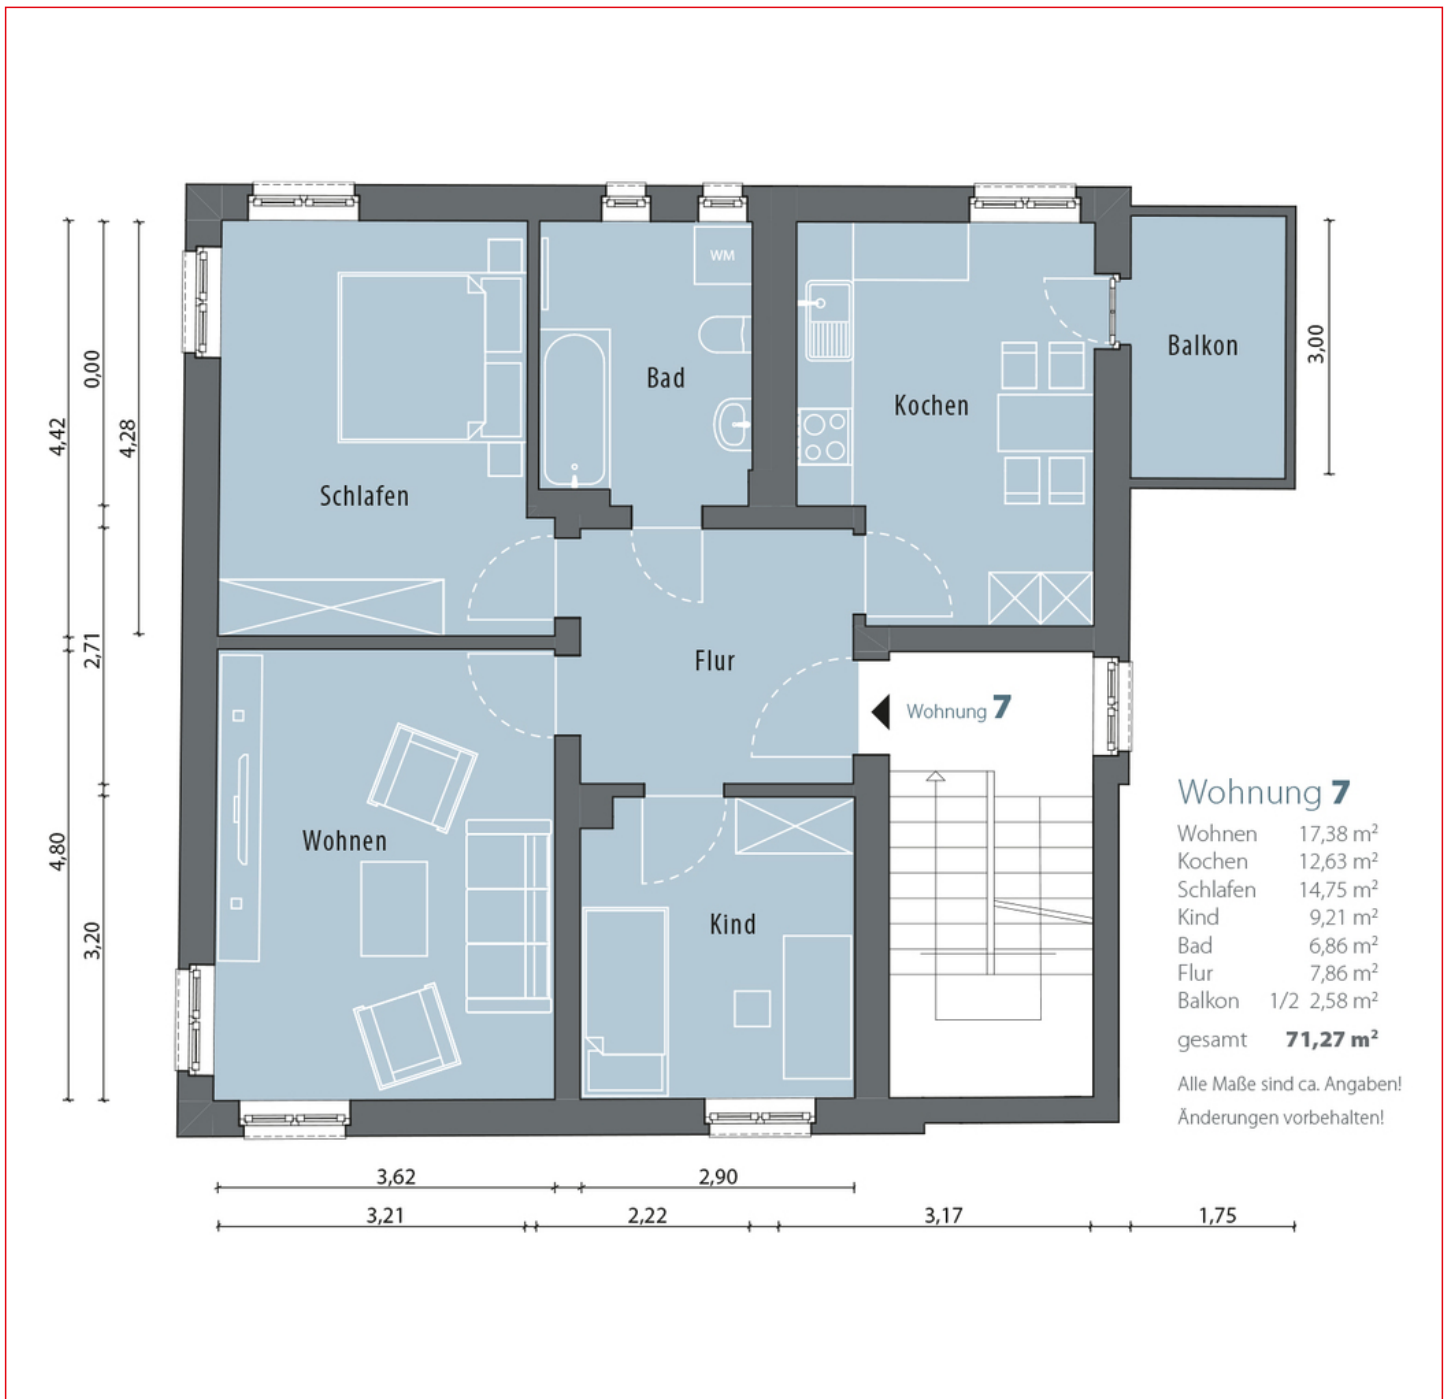 WM
Balkon
3,00
0,00
4,42
4,28
Bad
Kochen
Schlafen
2,71
Flur
Wohnung 7
Wohnung 7
Wohnen 17,38 m²
Kochen 12,63 m²
Schlafen 14,75 m²
Kind 9,21 m²
Bad 6,86 m²
Flur 7,86 m²
Balkon 1/2 2,58 m²
gesamt 71,27 m²
Alle Maße sind ca. Angaben!
Änderungen vorbehalten!
Wohnen
4,80
3,20
Kind
3,62 2,90
3,21 2,22 3,17 1,75